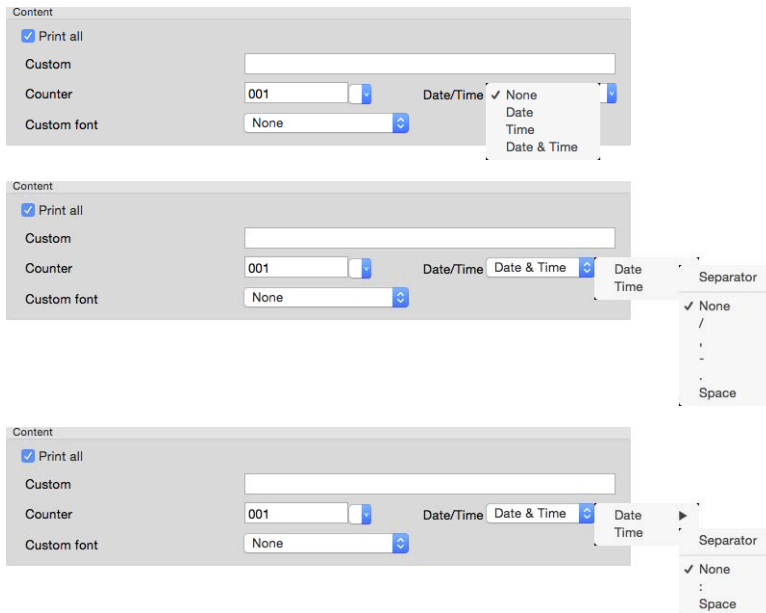 Content
Print all
Custom
Counter 001 Date/Time ✓ None
Date
Time
Date & Time
Custom font None
Content
Print all
Custom
Counter 001 Date/Time Date & Time Date
Time
Separator
✓ None
/
,
-
.
Space
Custom font None
Content
Print all
Custom
Counter 001 Date/Time Date & Time Date ▶
Time
Separator
✓ None
:
Space
Custom font None